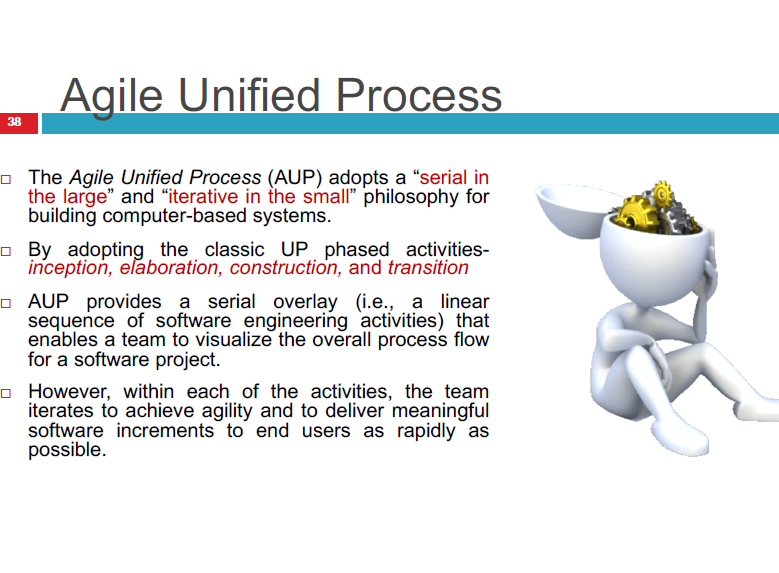 Agile Unified Process
38
The Agile Unified Process (AUP) adopts a “serial in
the large” and “iterative in the small” philosophy for
building computer-based systems.
By adopting the classic UP phased activities-
inception, elaboration, construction, and transition
AUP provides a serial overlay (i.e., a linear
sequence of software engineering activities) that
enables a team to visualize the overall process flow
for a software project.
However, within each of the activities, the team
iterates to achieve agility and to deliver meaningful
software increments to end users as rapidly as
possible.